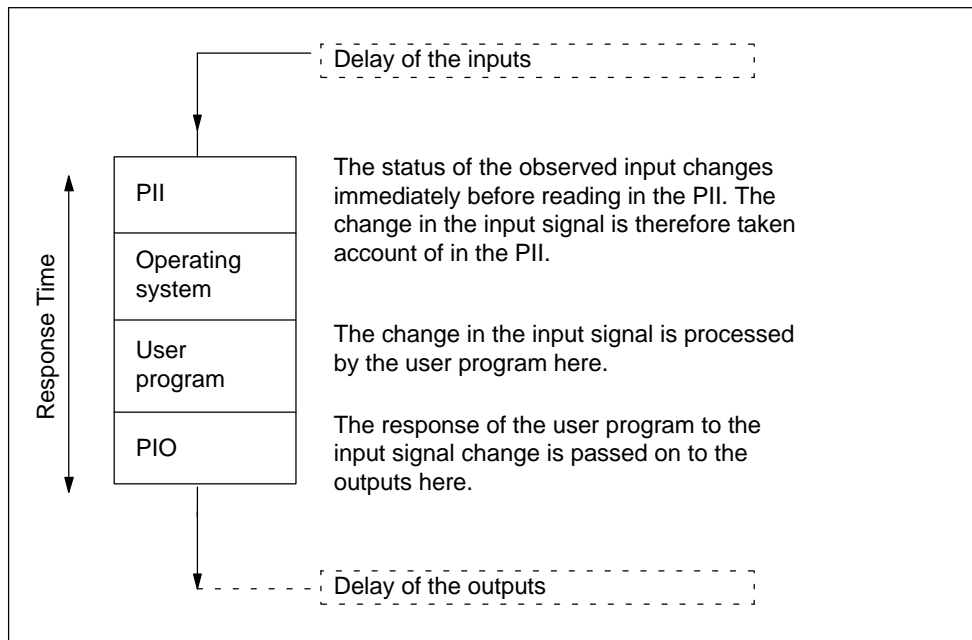 Delay of the inputs
Response Time
PII
The status of the observed input changes
immediately before reading in the PII. The
change in the input signal is therefore taken
account of in the PII.
Operating
system
User
program
The change in the input signal is processed
by the user program here.
PIO
The response of the user program to the
input signal change is passed on to the
outputs here.
Delay of the outputs